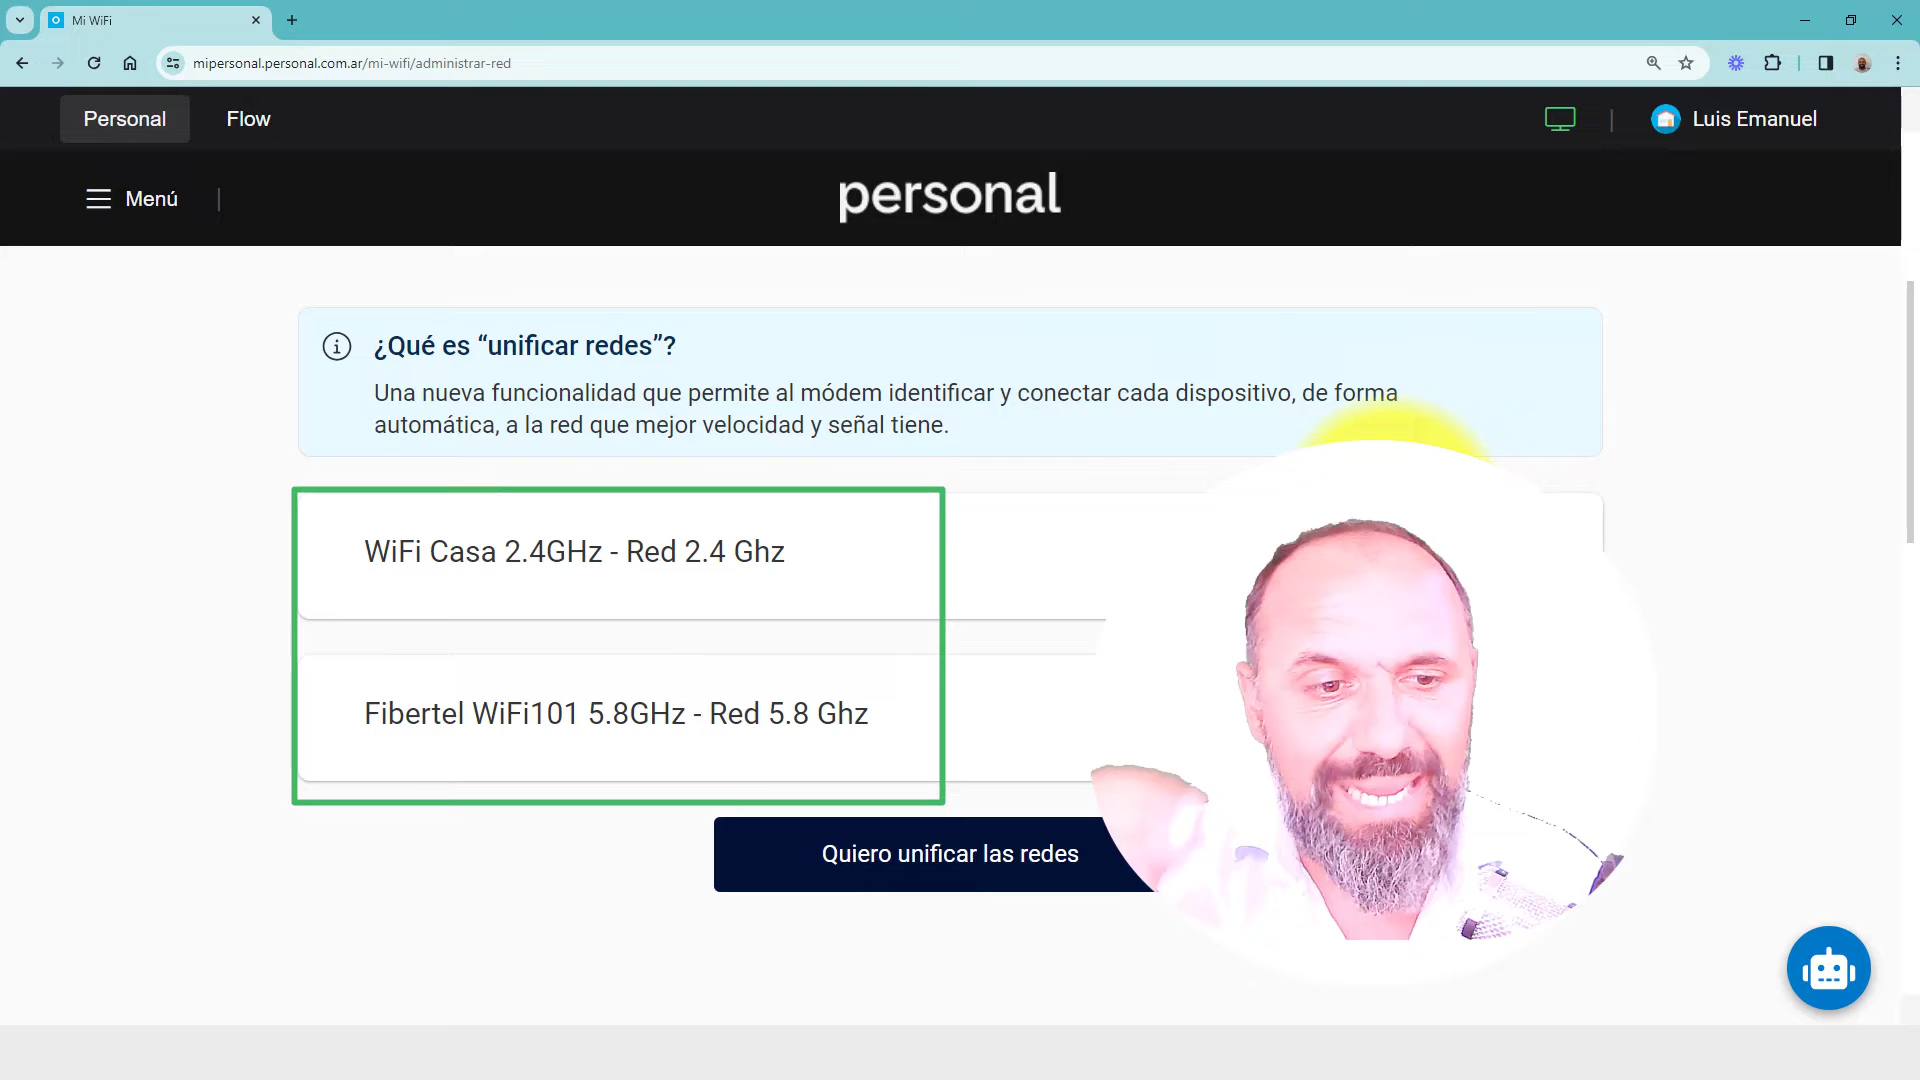 Mi WiFi
mipersonal.personal.com.ar/mi-wifi/administrar-red
Personal
Flow
Luis Emanuel
Menú
personal
¿Qué es “unificar redes”?
Una nueva funcionalidad que permite al módem identificar y conectar cada dispositivo, de forma
automática, a la red que mejor velocidad y señal tiene.
WiFi Casa 2.4GHz - Red 2.4 Ghz
Fibertel WiFi101 5.8GHz - Red 5.8 Ghz
Quiero unificar las redes